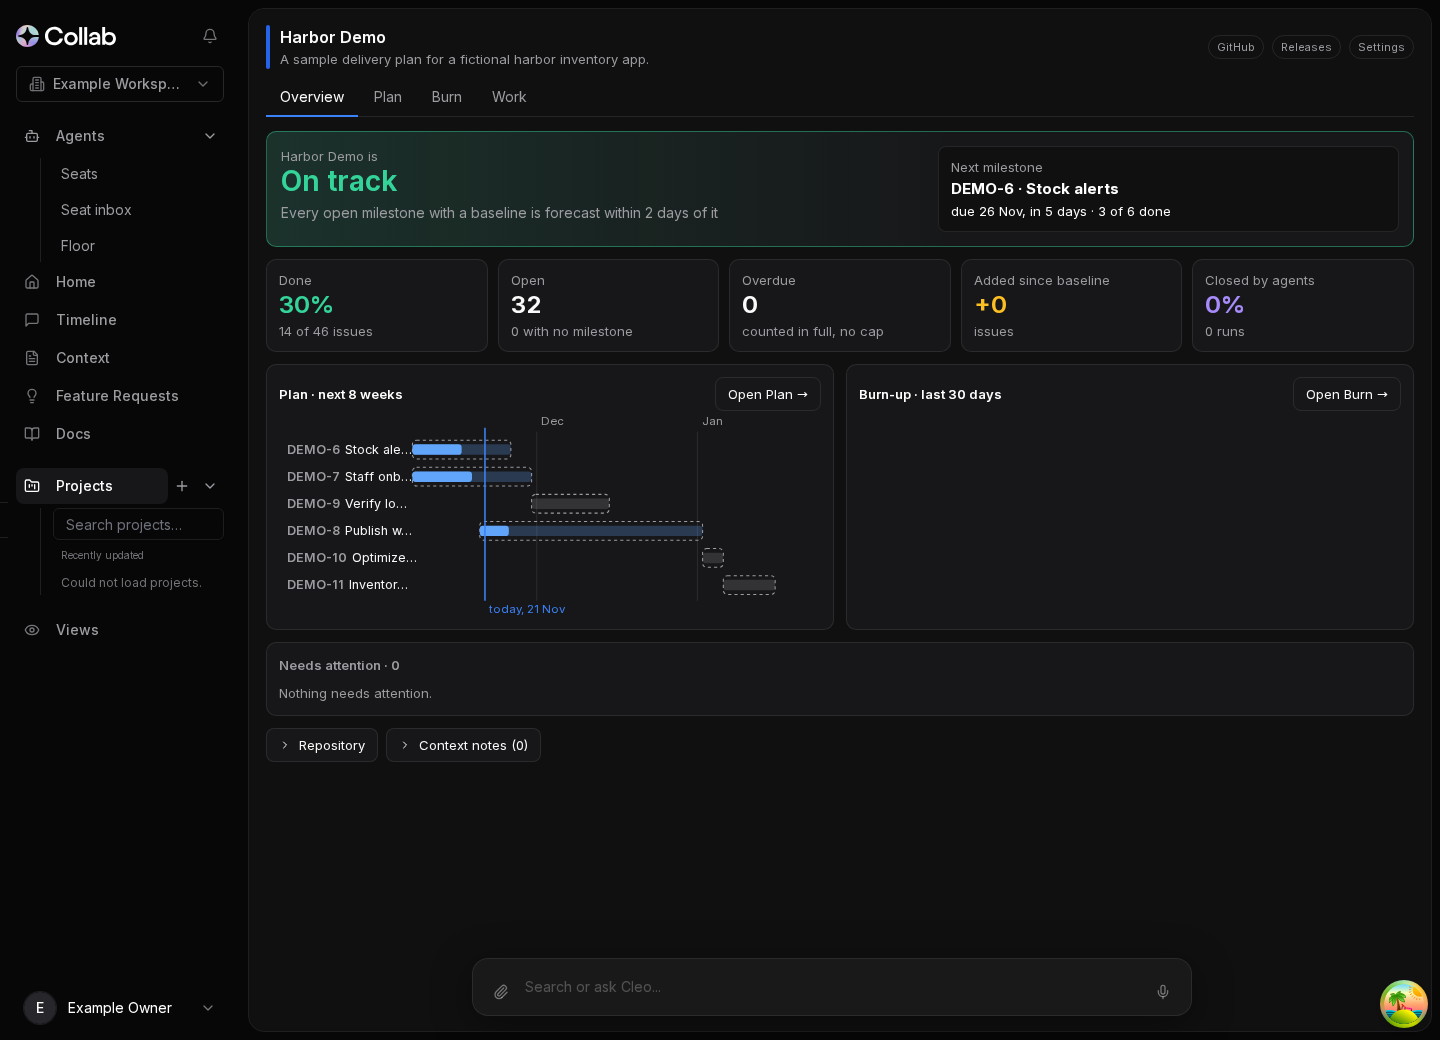 Collab
Example Worksp...
Agents
Seats
Seat inbox
Floor
Home
Timeline
Context
Feature Requests
Docs
Projects
Search projects...
Recently updated
Could not load projects.
Views
E
Example Owner
Harbor Demo
A sample delivery plan for a fictional harbor inventory app.
GitHub
Releases
Settings
Overview
Plan
Burn
Work
Harbor Demo is
On track
Every open milestone with a baseline is forecast within 2 days of it
Next milestone
DEMO-6 · Stock alerts
due 26 Nov, in 5 days · 3 of 6 done
Done
30%
14 of 46 issues
Open
32
0 with no milestone
Overdue
0
counted in full, no cap
Added since baseline
+0
issues
Closed by agents
0%
0 runs
Plan · next 8 weeks
Open Plan →
Dec
Jan
DEMO-6 Stock ale...
DEMO-7 Staff onb...
DEMO-9 Verify lo...
DEMO-8 Publish w...
DEMO-10 Optimize...
DEMO-11 Inventor...
today, 21 Nov
Burn-up · last 30 days
Open Burn →
Needs attention · 0
Nothing needs attention.
Repository
Context notes (0)
Search or ask Cleo...